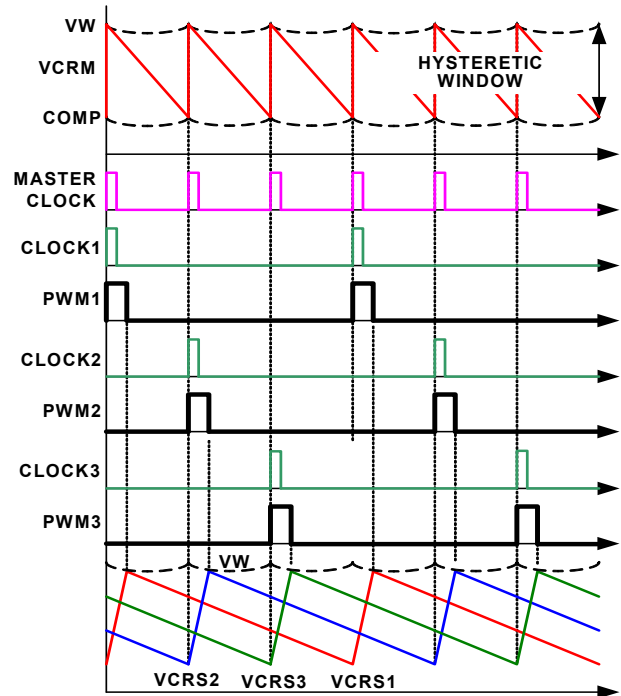 VW
VCRM
HYSTERETIC
WINDOW
COMP
MASTER
CLOCK
CLOCK1
PWM1
CLOCK2
PWM2
CLOCK3
PWM3
VW
VCRS2 VCRS3 VCRS1